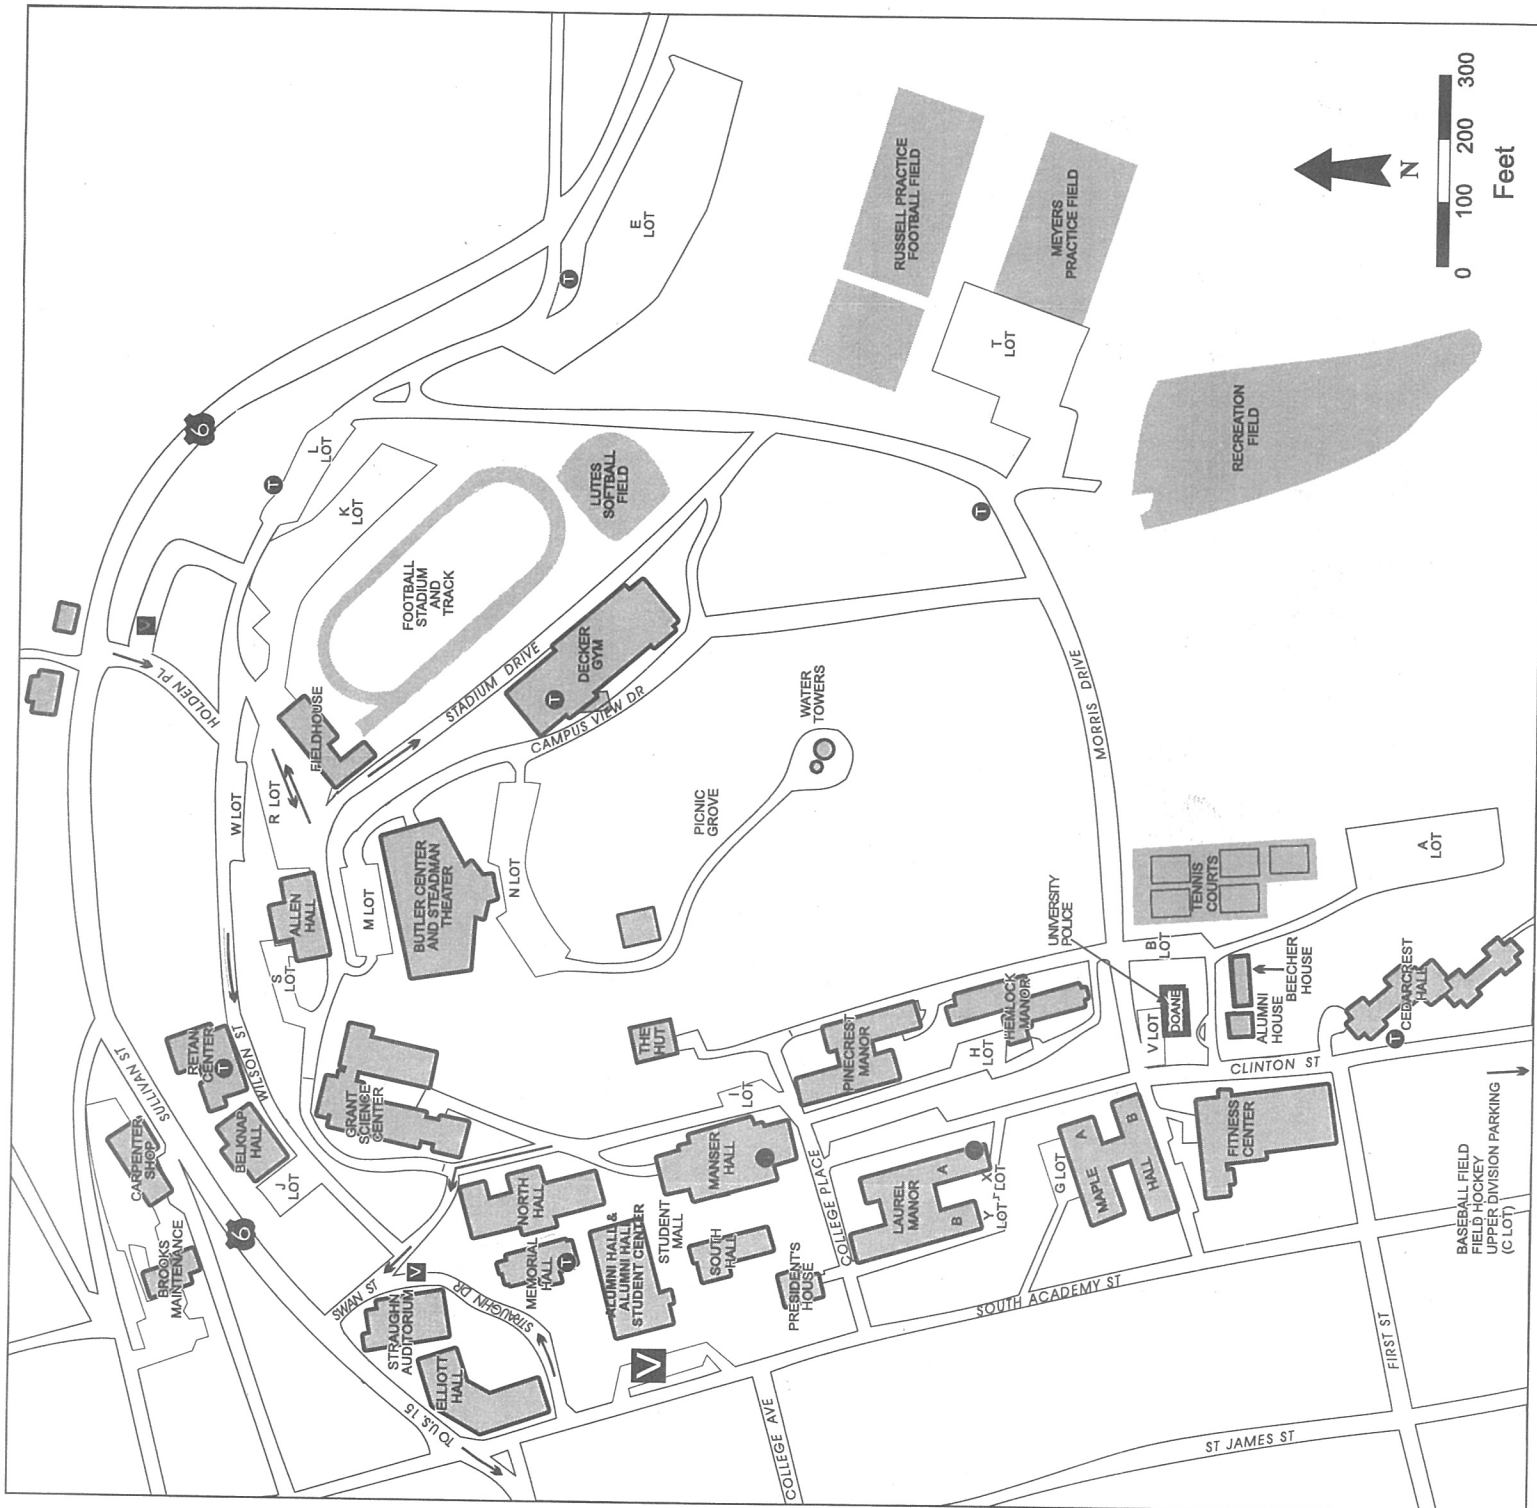 6
HOLDEN PL
V
L
LOT
T
K
LOT
E
LOT
T
RUSSELL PRACTICE
FOOTBALL FIELD
MEYERS
PRACTICE FIELD
T
LOT
RECREATION
FIELD
N
0 100 200 300
Feet
FOOTBALL
STADIUM
AND
TRACK
LUTES
SOFTBALL
FIELD
FIELDHOUSE
STADIUM DRIVE
DECKER
GYM
T
CAMPUS VIEW DR
T
W LOT
R LOT
ALLEN
HALL
S
LOT
M LOT
BUTLER CENTER
AND STEADMAN
THEATER
N LOT
PICNIC
GROVE
WATER
TOWERS
MORRIS DRIVE
SULLIVAN ST
RETAN
CENTER
T
WILSON ST
BELKNAP
HALL
J
LOT
CARPENTER
SHOP
BROOKS
MAINTENANCE
6
GRANT
SCIENCE
CENTER
THE
HUT
I
LOT
PINECREST
MANOR
HEMLOCK
MANOR
H
LOT
UNIVERSITY
POLICE
B
LOT
V LOT
DOANE
TENNIS
COURTS
A
LOT
ALUMNI
HOUSE
BEECHER
HOUSE
CEDARCREST
HALL
T
CLINTON ST
NORTH
HALL
MEMORIAL
HALL
T
ALUMNI HALL &
ALUMNI HALL
STUDENT CENTER
STUDENT
MALL
MANSER
HALL
SOUTH
HALL
PRESIDENT'S
HOUSE
COLLEGE PLACE
LAUREL
MANOR
A
B
X
LOT
Y
LOT
G LOT
MAPLE
HALL
A
B
FITNESS
CENTER
SWAN ST
V
STRAUGHN DR
STRAUGHN
AUDITORIUM
ELLIOTT
HALL
TO U.S. 15
V
COLLEGE AVE
SOUTH ACADEMY ST
ST JAMES ST
FIRST ST
BASEBALL FIELD
FIELD HOCKEY
UPPER DIVISION PARKING
(C LOT)